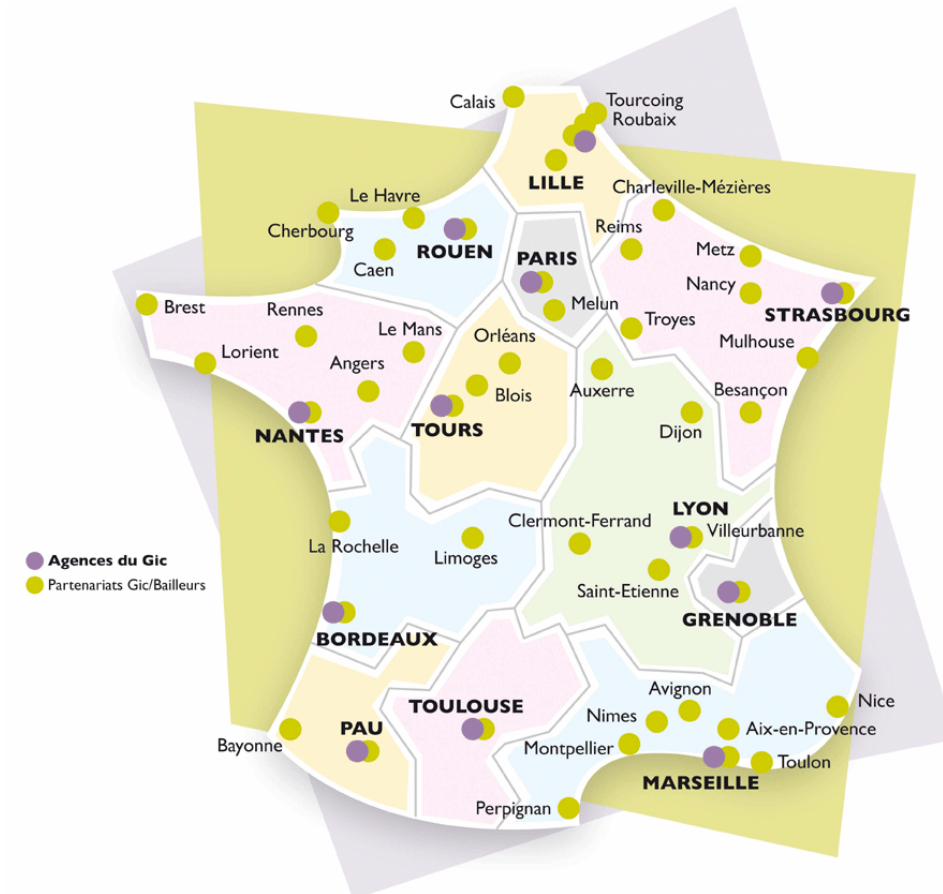 Calais
Tourcoing
Roubaix
LILLE
Charleville-Mézières
Le Havre
Cherbourg
Reims
ROUEN
Caen
PARIS
Metz
Melun
Nancy
STRASBOURG
Brest
Rennes
Le Mans
Orléans
Troyes
Mulhouse
Lorient
Angers
Blois
Auxerre
Besançon
NANTES
TOURS
Dijon
LYON
Clermont-Ferrand
Villeurbanne
La Rochelle
Limoges
Agences du Gic
Partenariats Gic/Bailleurs
Saint-Etienne
GRENOBLE
BORDEAUX
Avignon
TOULOUSE
Nice
PAU
Nimes
Aix-en-Provence
Bayonne
Montpellier
Toulon
MARSEILLE
Perpignan